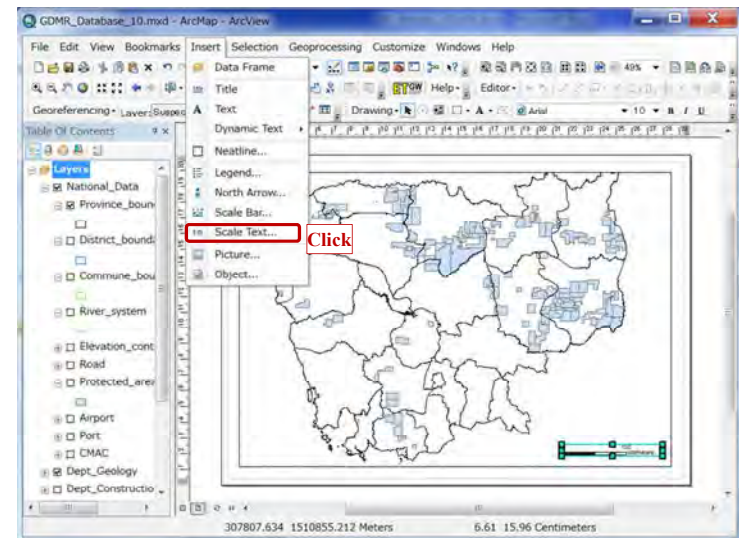 GDMR_Database_10.mxd - ArcMap - ArcView
File Edit View Bookmarks Insert Selection Geoprocessing Customize Windows Help
49%
ETGW Help Editor
Georeferencing Layer:
Drawing A Arial 10 B I U
Table Of Contents
Data Frame
Title
A Text
Dynamic Text
Neatline...
Legend...
North Arrow...
Scale Bar...
Scale Text...
Click
Picture...
Object...
Layers
National_Data
Province_boun
District_bound
Commune_bou
River_system
Elevation_cont
Road
Protected_area
Airport
Port
CMAC
Dept_Geology
Dept_Constructio
307807.634 1510855.212 Meters
6.61 15.96 Centimeters